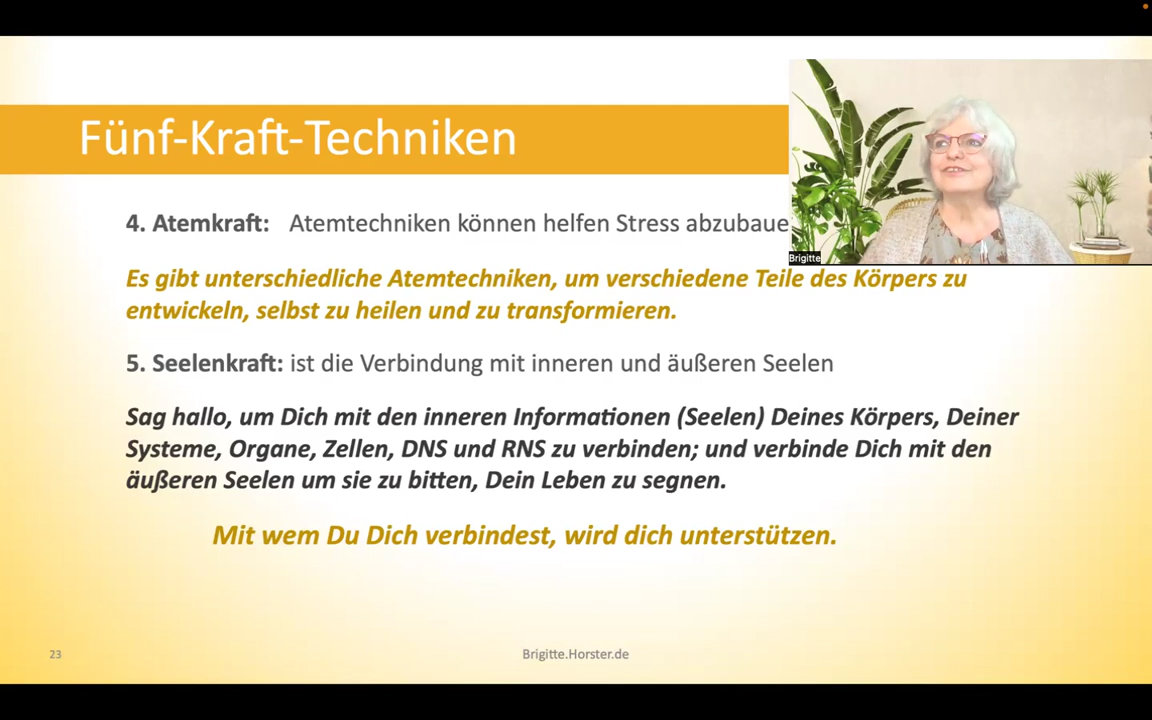 Fünf-Kraft-Techniken
4. Atemkraft: Atemtechniken können helfen Stress abzubaue
Brigitte
Es gibt unterschiedliche Atemtechniken, um verschiedene Teile des Körpers zu
entwickeln, selbst zu heilen und zu transformieren.
5. Seelenkraft: ist die Verbindung mit inneren und äußeren Seelen
Sag hallo, um Dich mit den inneren Informationen (Seelen) Deines Körpers, Deiner
Systeme, Organe, Zellen, DNS und RNS zu verbinden; und verbinde Dich mit den
äußeren Seelen um sie zu bitten, Dein Leben zu segnen.
Mit wem Du Dich verbindest, wird dich unterstützen.
23
Brigitte.Horster.de